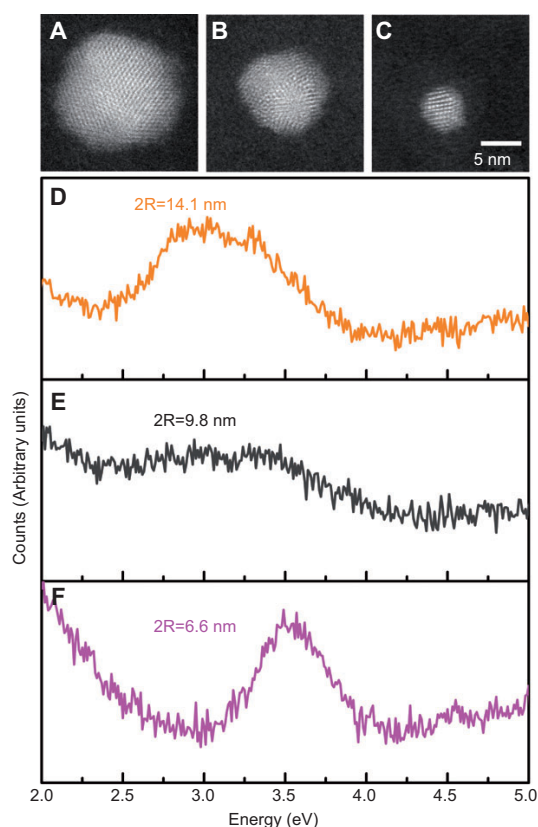 A
B
C
5 nm
D
2R=14.1 nm
E
2R=9.8 nm
F
2R=6.6 nm
Counts (Arbitrary units)
2.0 2.5 3.0 3.5 4.0 4.5 5.0
Energy (eV)